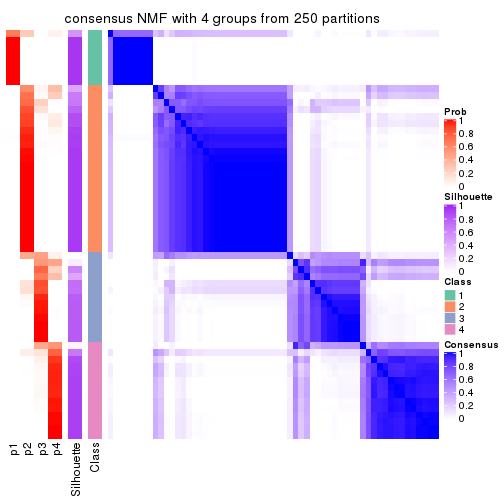 consensus NMF with 4 groups from 250 partitions
Prob
1
0.8
0.6
0.4
0.2
0
Silhouette
1
0.8
0.6
0.4
0.2
0
Class
1
2
3
4
Consensus
1
0.8
0.6
0.4
0.2
0
p1
p2
p3
p4
Silhouette
Class